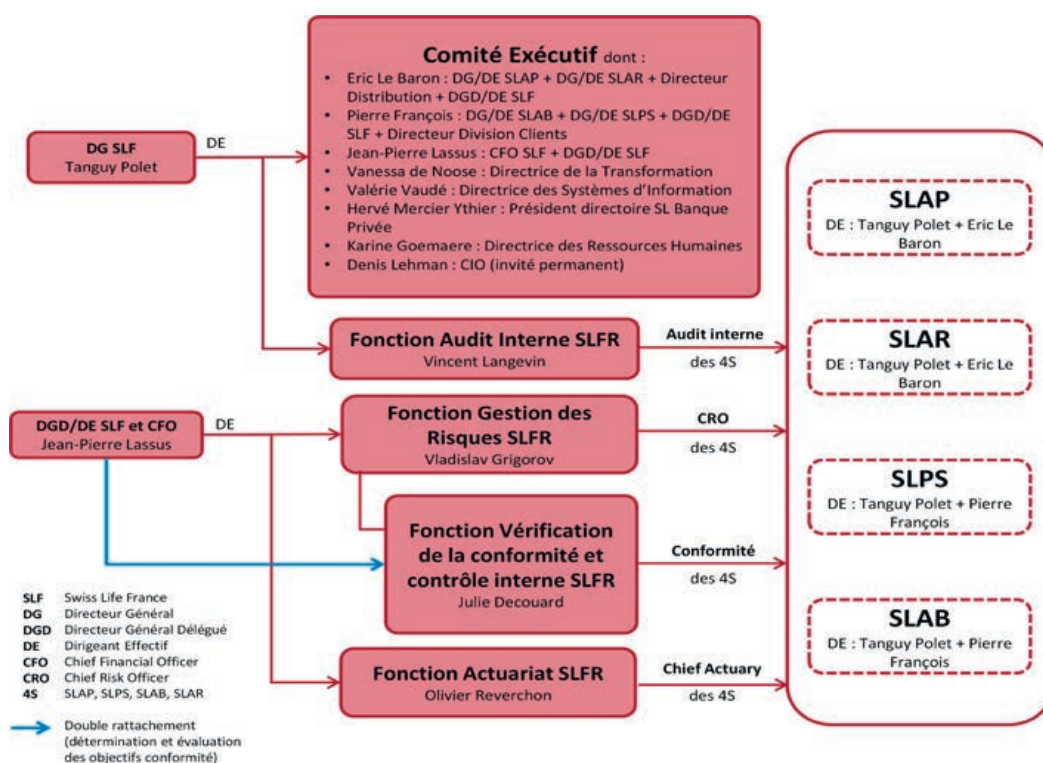 Comité Exécutif dont :
• Eric Le Baron : DG/DE SLAP + DG/DE SLAR + Directeur
Distribution + DGD/DE SLF
• Pierre François : DG/DE SLAB + DG/DE SLPS + DGD/DE
SLF + Directeur Division Clients
• Jean-Pierre Lassus : CFO SLF + DGD/DE SLF
• Vanessa de Noose : Directrice de la Transformation
• Valérie Vaudé : Directrice des Systèmes d'Information
• Hervé Mercier Ythier : Président directoire SL Banque
Privée
• Karine Goemaere : Directrice des Ressources Humaines
• Denis Lehman : CIO (invité permanent)
DG SLF
Tanguy Polet
DE
SLAP
DE : Tanguy Polet + Eric Le
Baron
Fonction Audit Interne SLFR
Vincent Langevin
Audit interne
des 4S
SLAR
DE : Tanguy Polet + Eric Le
Baron
DGD/DE SLF et CFO
Jean-Pierre Lassus
DE
Fonction Gestion des
Risques SLFR
Vladislav Grigorov
CRO
des 4S
SLPS
DE : Tanguy Polet + Pierre
François
Fonction Vérification
de la conformité et
contrôle interne SLFR
Julie Decouard
Conformité
des 4S
SLAB
DE : Tanguy Polet + Pierre
François
Fonction Actuariat SLFR
Olivier Reverchon
Chief Actuary
des 4S
SLF Swiss Life France
DG Directeur Général
DGD Directeur Général Délégué
DE Dirigeant Effectif
CFO Chief Financial Officer
CRO Chief Risk Officer
4S SLAP, SLPS, SLAB, SLAR
Double rattachement
(détermination et évaluation
des objectifs conformité)